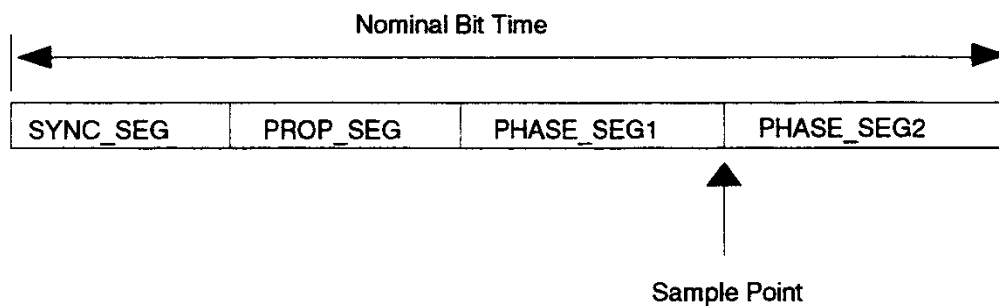 Nominal Bit Time
SYNC_SEG PROP_SEG PHASE_SEG1 PHASE_SEG2
Sample Point